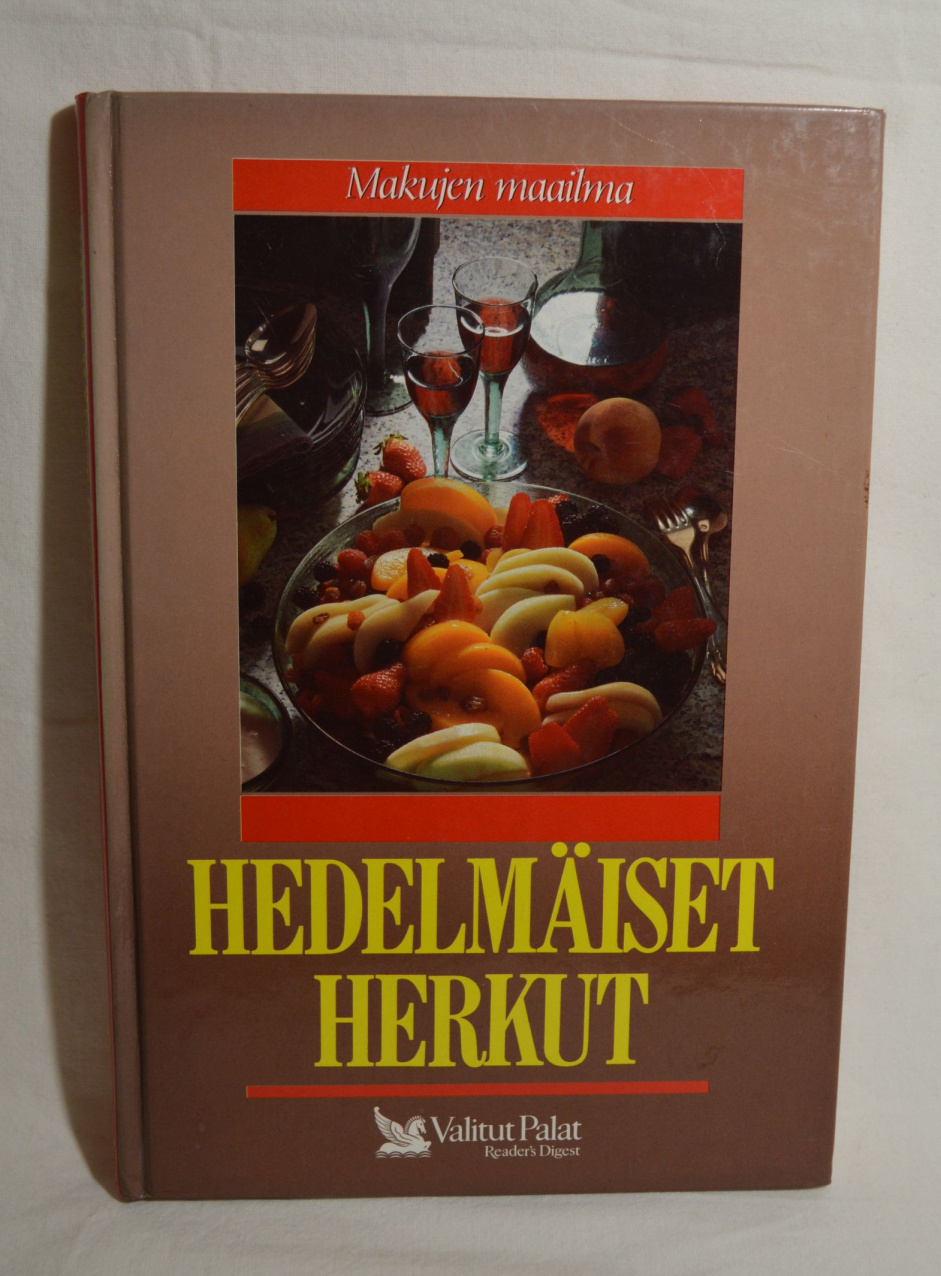 Makujen maailma
HEDELMÄISET
HERKUT
Valitut Palat
Reader's Digest